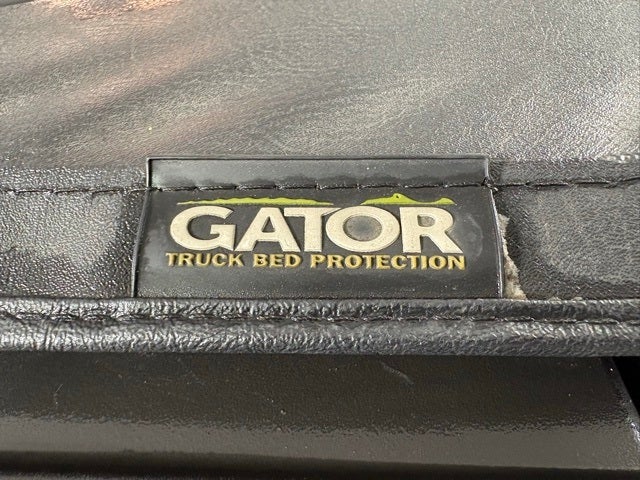 GATOR
TRUCK BED PROTECTION